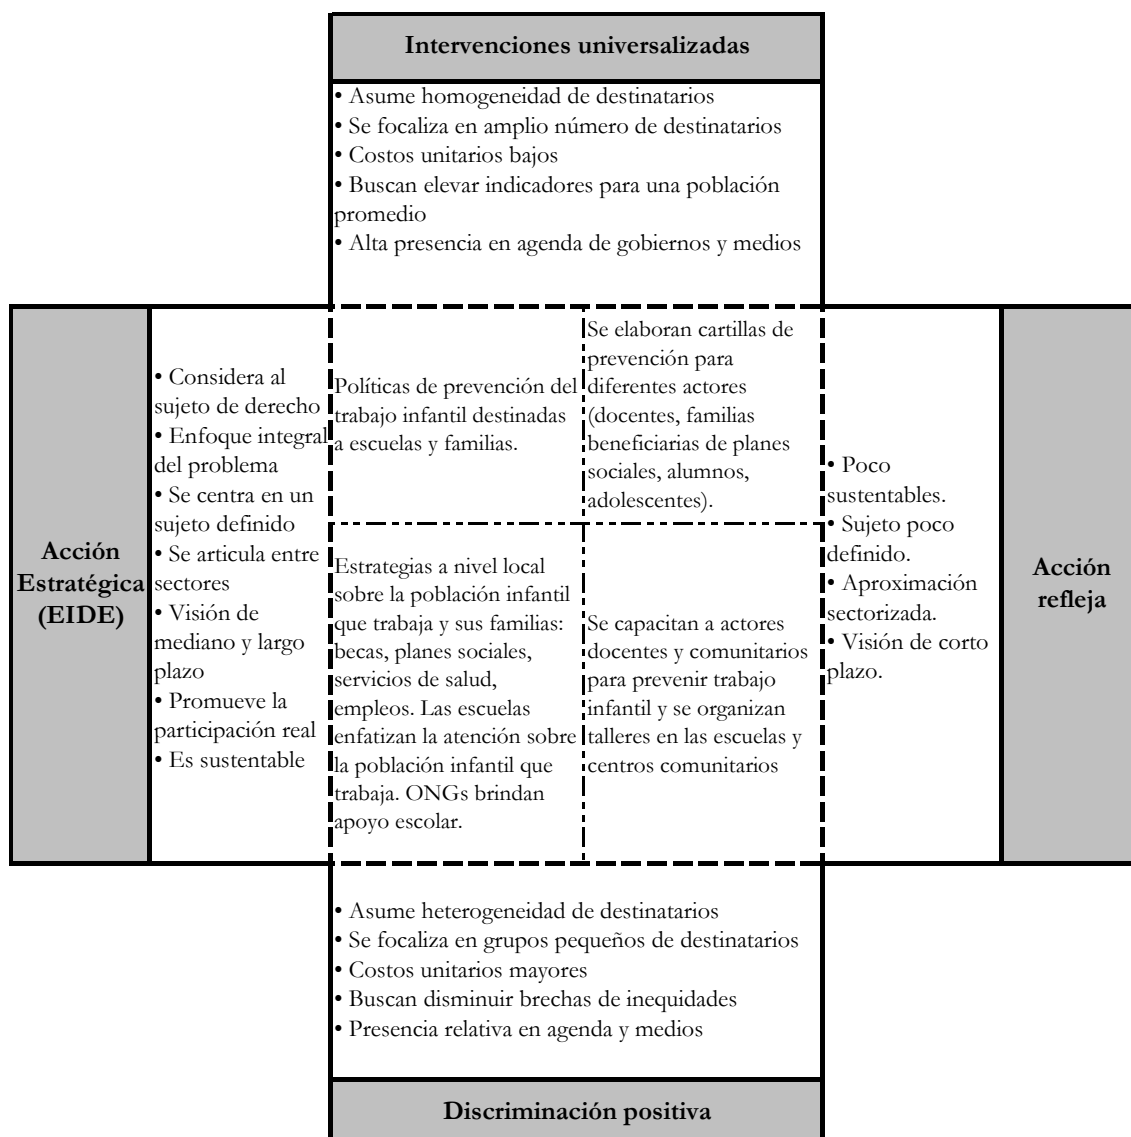 Intervenciones universalizadas
• Asume homogeneidad de destinatarios
• Se focaliza en amplio número de destinatarios
• Costos unitarios bajos
• Buscan elevar indicadores para una población
promedio
• Alta presencia en agenda de gobiernos y medios
Acción
Estratégica
(EIDE)
• Considera al
sujeto de derecho
• Enfoque integral
del problema
• Se centra en un
sujeto definido
• Se articula entre
sectores
• Visión de
mediano y largo
plazo
• Promueve la
participación real
• Es sustentable
Políticas de prevención del
trabajo infantil destinadas
a escuelas y familias.
Se elaboran cartillas de
prevención para
diferentes actores
(docentes, familias
beneficiarias de planes
sociales, alumnos,
adolescentes).
Estrategias a nivel local
sobre la población infantil
que trabaja y sus familias:
becas, planes sociales,
servicios de salud,
empleos. Las escuelas
enfatizan la atención sobre
la población infantil que
trabaja. ONGs brindan
apoyo escolar.
Se capacitan a actores
docentes y comunitarios
para prevenir trabajo
infantil y se organizan
talleres en las escuelas y
centros comunitarios
• Poco
sustentables.
• Sujeto poco
definido.
• Aproximación
sectorizada.
• Visión de corto
plazo.
Acción
refleja
• Asume heterogeneidad de destinatarios
• Se focaliza en grupos pequeños de destinatarios
• Costos unitarios mayores
• Buscan disminuir brechas de inequidades
• Presencia relativa en agenda y medios
Discriminación positiva